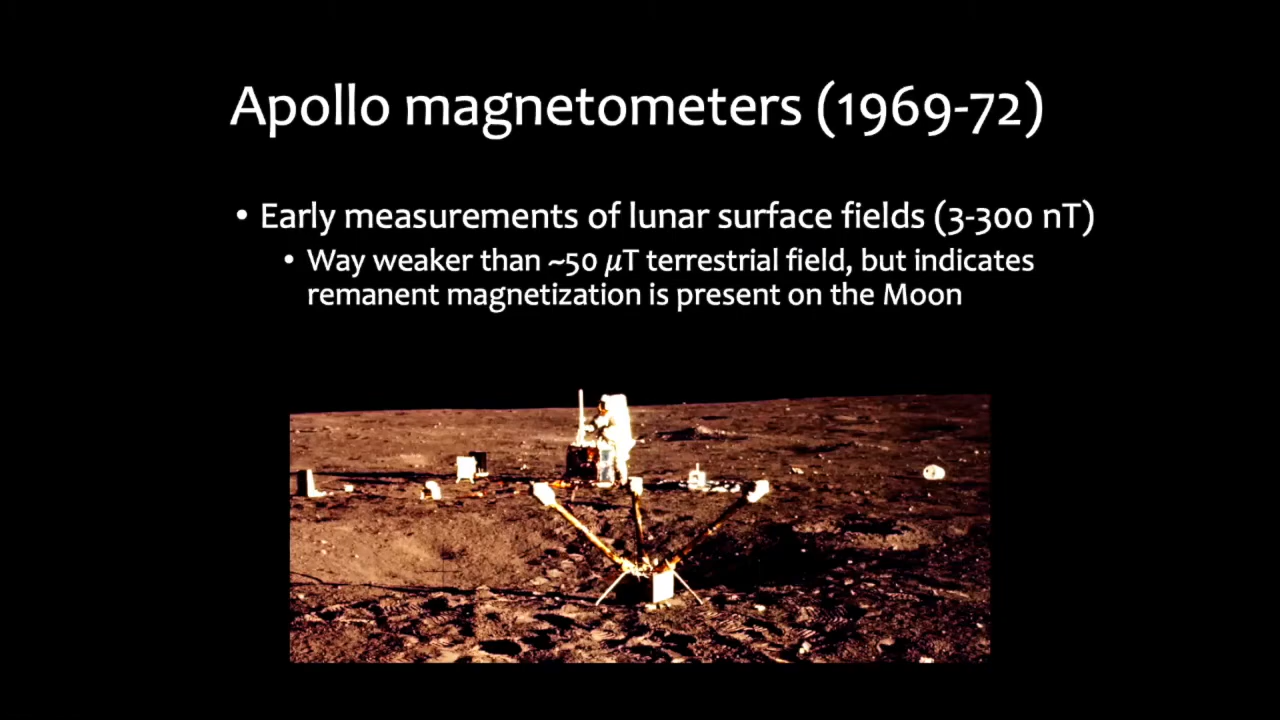 Apollo magnetometers (1969-72)
• Early measurements of lunar surface fields (3-300 nT)
• Way weaker than ~50 𝜇T terrestrial field, but indicates
remanent magnetization is present on the Moon